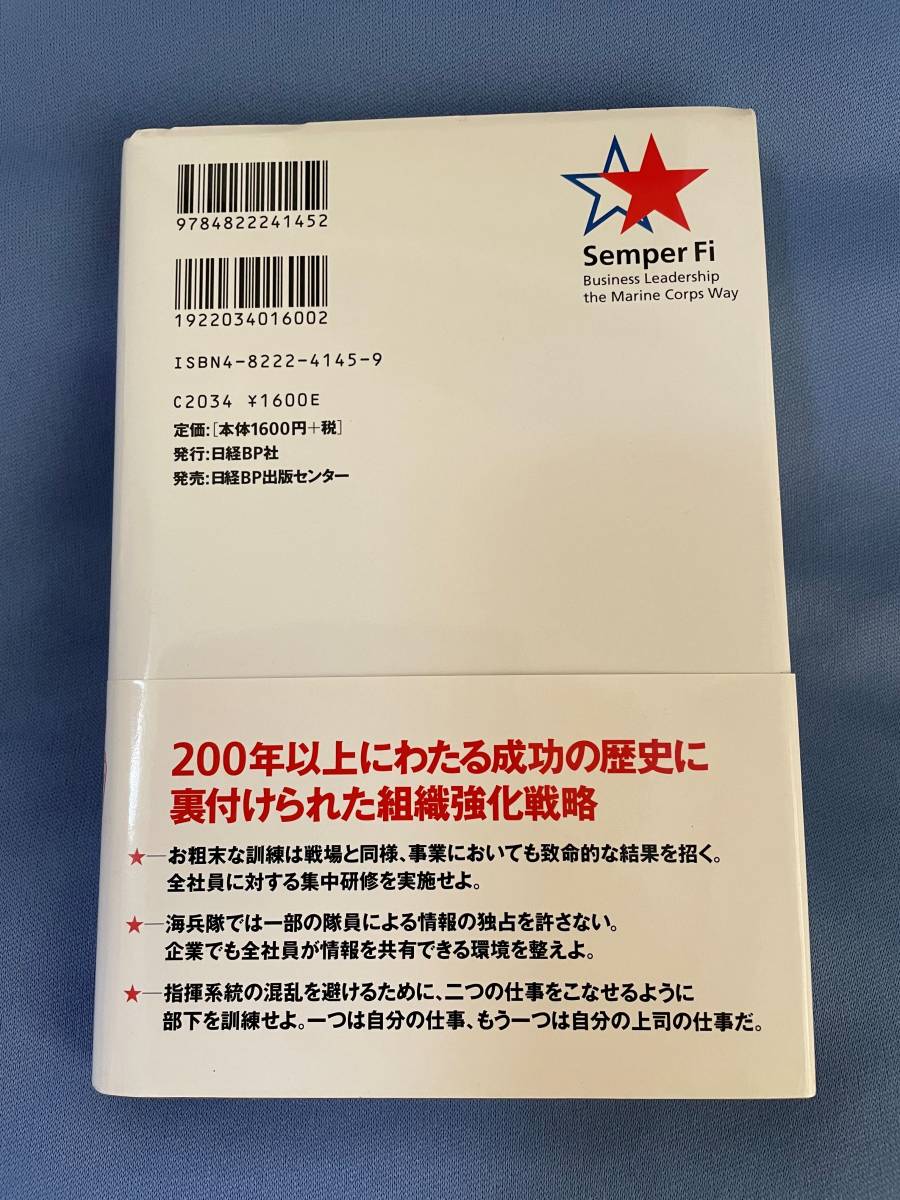 9784822241452
1922034016002
ISBN4-8222-4145-9
C2034 ¥1600E
定価:[本体1600円+税]
発行:日経BP社
発売:日経BP出版センター
Semper Fi
Business Leadership
the Marine Corps Way
200年以上にわたる成功の歴史に
裏付けられた組織強化戦略
★—お粗末な訓練は戦場と同様、事業においても致命的な結果を招く。
全社員に対する集中研修を実施せよ。
★—海兵隊では一部の隊員による情報の独占を許さない。
企業でも全社員が情報を共有できる環境を整えよ。
★—指揮系統の混乱を避けるために、二つの仕事をこなせるように
部下を訓練せよ。一つは自分の仕事、もう一つは自分の上司の仕事だ。